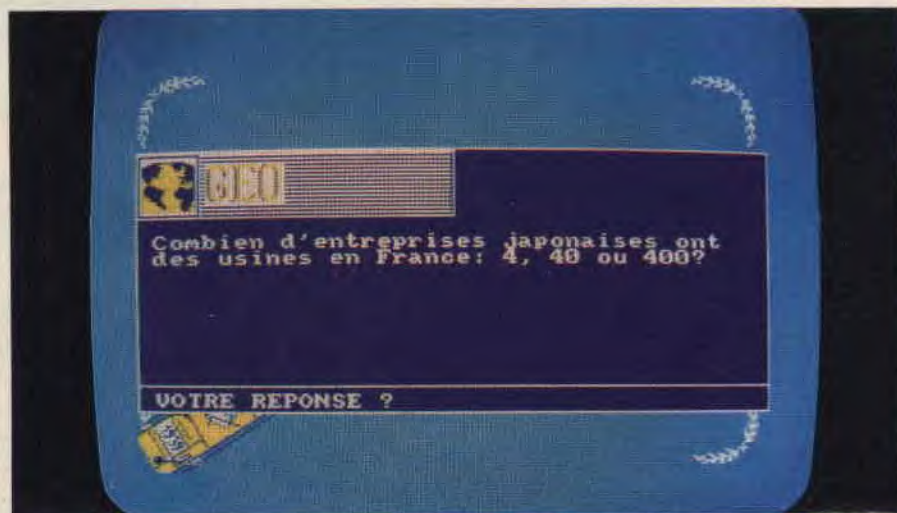 GEO
Combien d'entreprises japonaises ont
des usines en France: 4, 40 ou 400?
VOTRE REPONSE ?